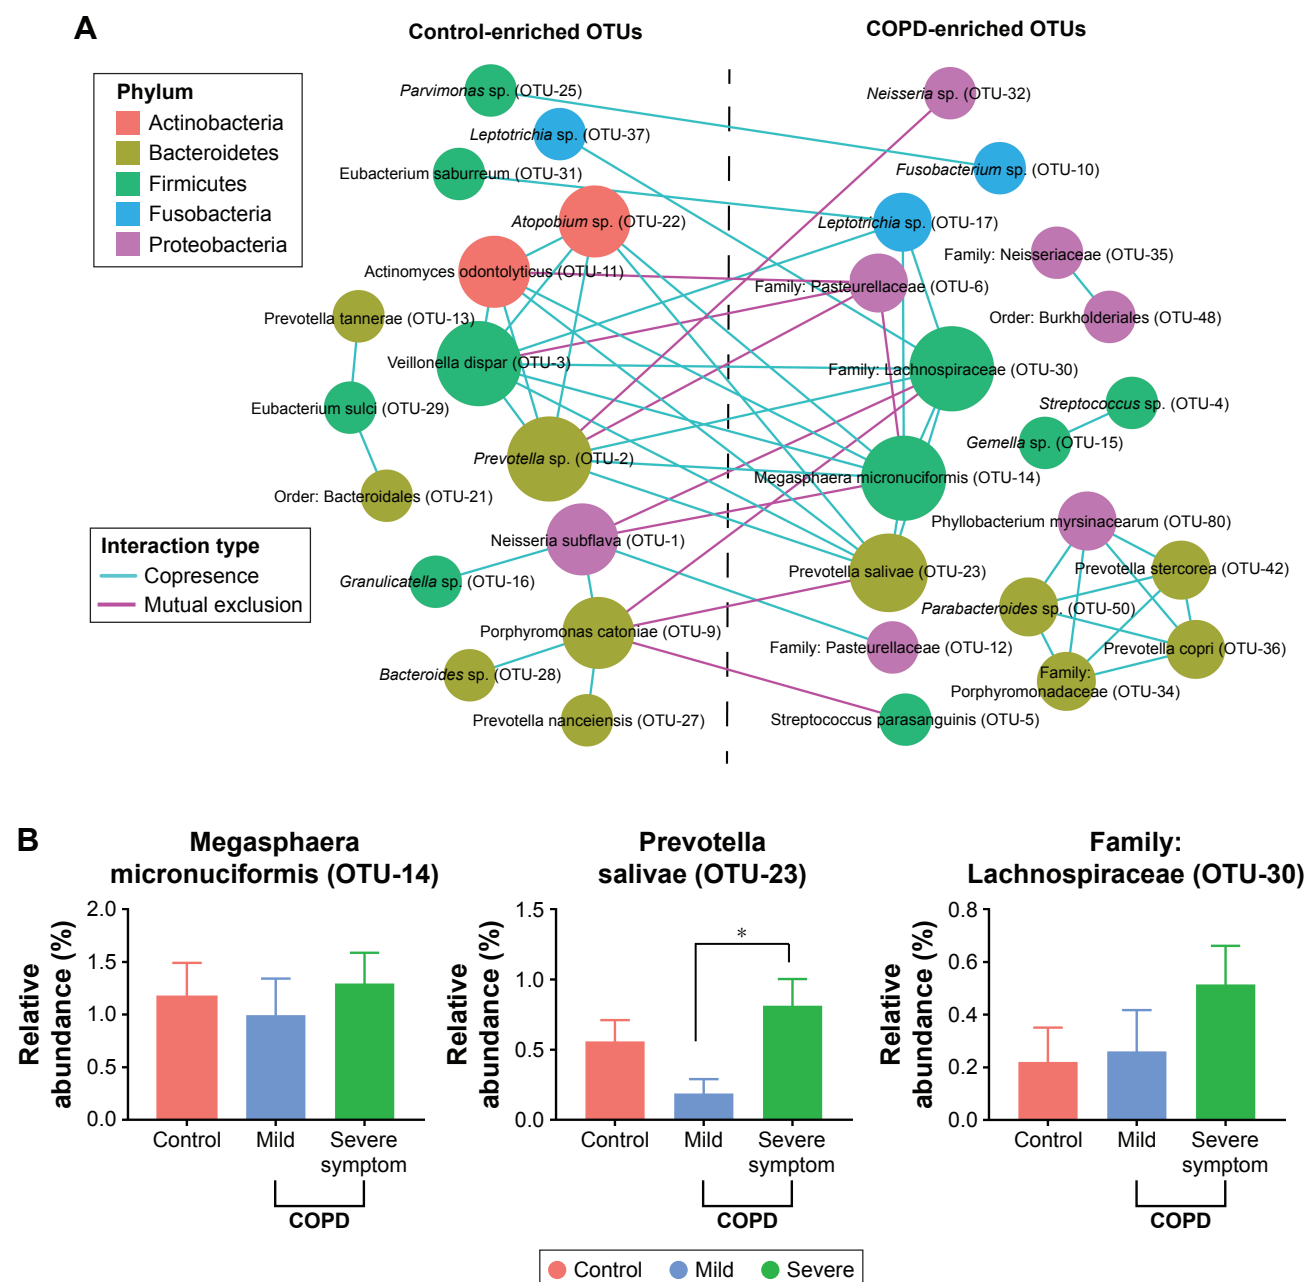 A
Control-enriched OTUs
COPD-enriched OTUs
Phylum
Actinobacteria
Bacteroidetes
Firmicutes
Fusobacteria
Proteobacteria
Parvimonas sp. (OTU-25)
Leptotrichia sp. (OTU-37)
Eubacterium saburreum (OTU-31)
Atopobium sp. (OTU-22)
Actinomyces odontolyticus (OTU-11)
Prevotella tannerae (OTU-13)
Veillonella dispar (OTU-3)
Eubacterium sulci (OTU-29)
Prevotella sp. (OTU-2)
Order: Bacteroidales (OTU-21)
Neisseria subflava (OTU-1)
Granulicatella sp. (OTU-16)
Porphyromonas catoniae (OTU-9)
Bacteroides sp. (OTU-28)
Prevotella nanceiensis (OTU-27)
Interaction type
Copresence
Mutual exclusion
Neisseria sp. (OTU-32)
Fusobacterium sp. (OTU-10)
Leptotrichia sp. (OTU-17)
Family: Neisseriaceae (OTU-35)
Family: Pasteurellaceae (OTU-6)
Order: Burkholderiales (OTU-48)
Family: Lachnospiraceae (OTU-30)
Streptococcus sp. (OTU-4)
Gemella sp. (OTU-15)
Megasphaera micronuciformis (OTU-14)
Phyllobacterium myrsinacearum (OTU-80)
Prevotella salivae (OTU-23)
Prevotella stercorea (OTU-42)
Parabacteroides sp. (OTU-50)
Family: Pasteurellaceae (OTU-12)
Prevotella copri (OTU-36)
Family:
Porphyromonadaceae (OTU-34)
Streptococcus parasanguinis (OTU-5)
B
Megasphaera
micronuciformis (OTU-14)
Relative
abundance (%)
2.0
1.5
1.0
0.5
0.0
Control
Mild
Severe
symptom
COPD
Prevotella
salivae (OTU-23)
Relative
abundance (%)
1.5
1.0
0.5
0.0
*
Control
Mild
Severe
symptom
COPD
Family:
Lachnospiraceae (OTU-30)
Relative
abundance (%)
0.8
0.6
0.4
0.2
0.0
Control
Mild
Severe
symptom
COPD
Control
Mild
Severe